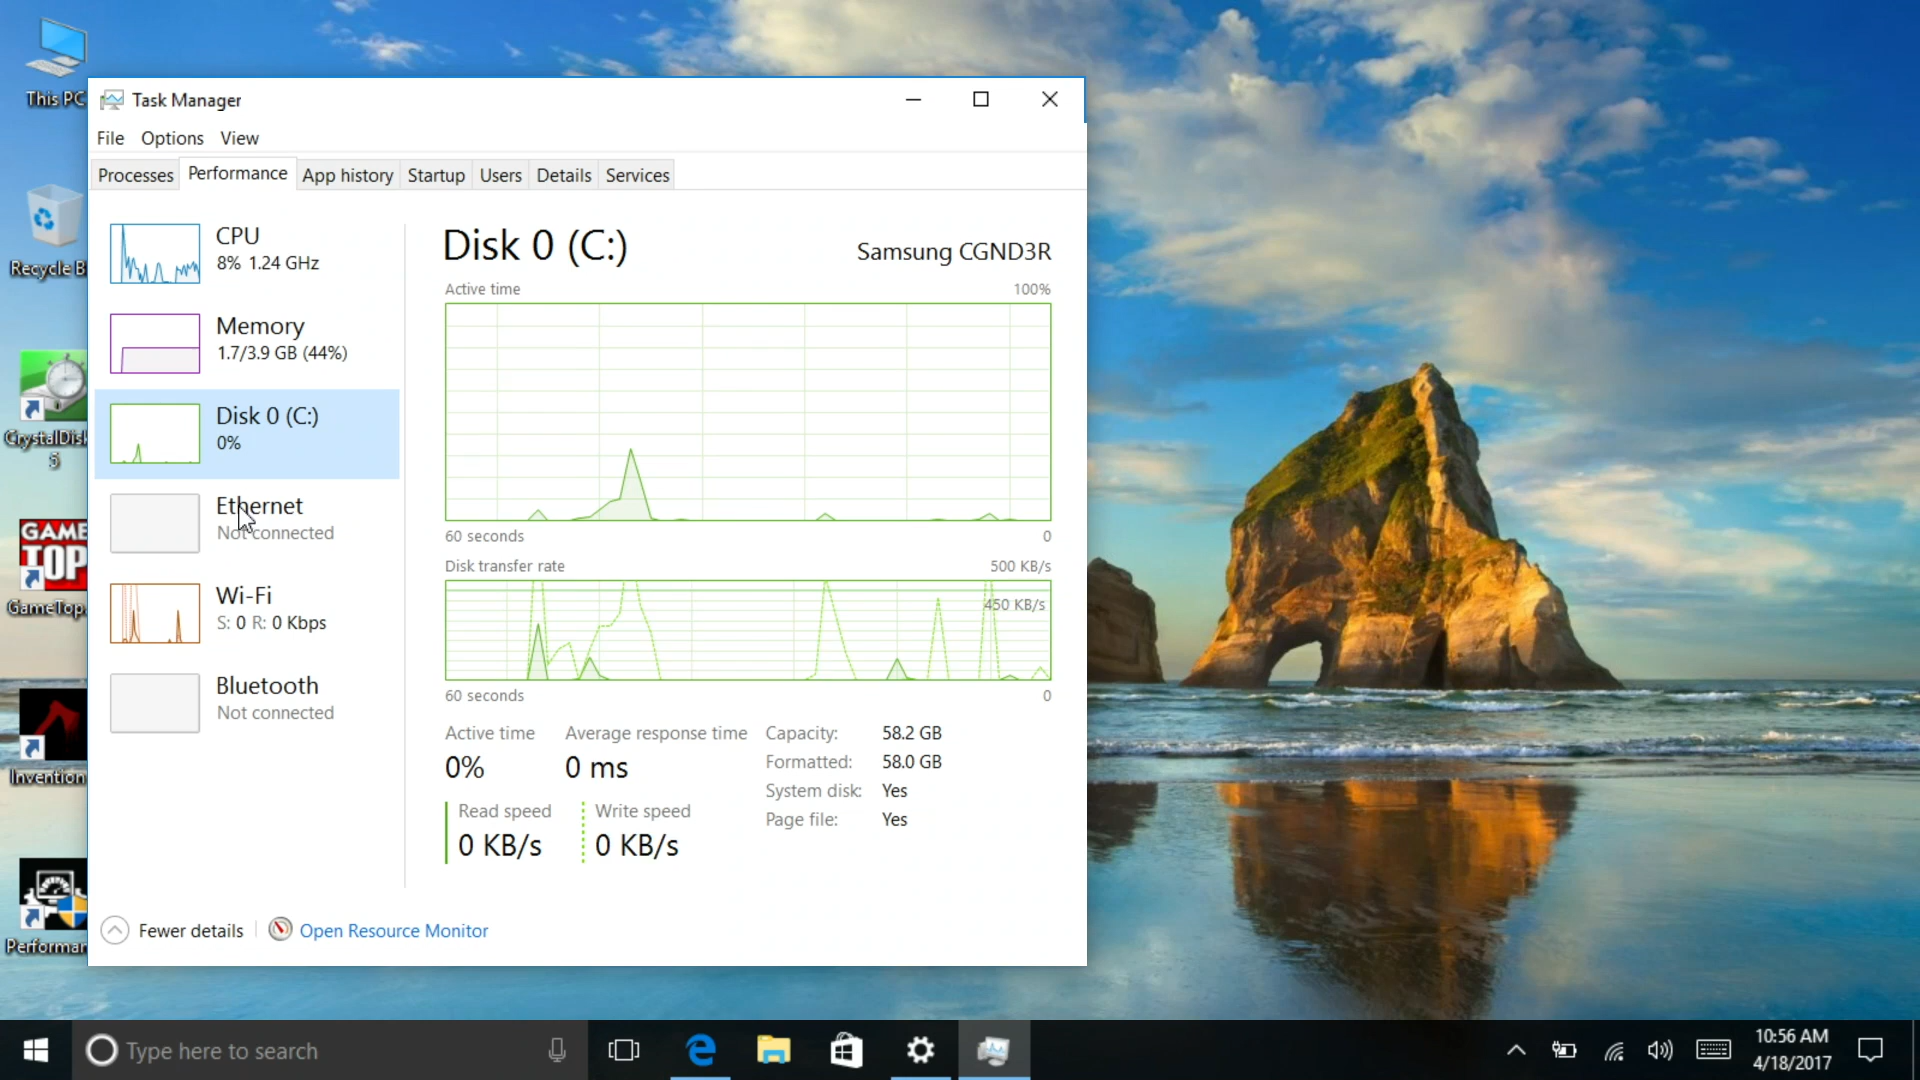 This PC
Recycle B
CrystalDisk
5
GAME
TOP
GameTop.
Invention
Performan
Task Manager
File Options View
Processes Performance App history Startup Users Details Services
CPU
8% 1.24 GHz
Memory
1.7/3.9 GB (44%)
Disk 0 (C:)
0%
Ethernet
Not connected
Wi-Fi
S: 0 R: 0 Kbps
Bluetooth
Not connected
Disk 0 (C:)
Samsung CGND3R
Active time 100%
60 seconds 0
Disk transfer rate 500 KB/s
450 KB/s
60 seconds 0
Active time
0%
Average response time
0 ms
Read speed
0 KB/s
Write speed
0 KB/s
Capacity: 58.2 GB
Formatted: 58.0 GB
System disk: Yes
Page file: Yes
Fewer details
Open Resource Monitor
Type here to search
10:56 AM
4/18/2017